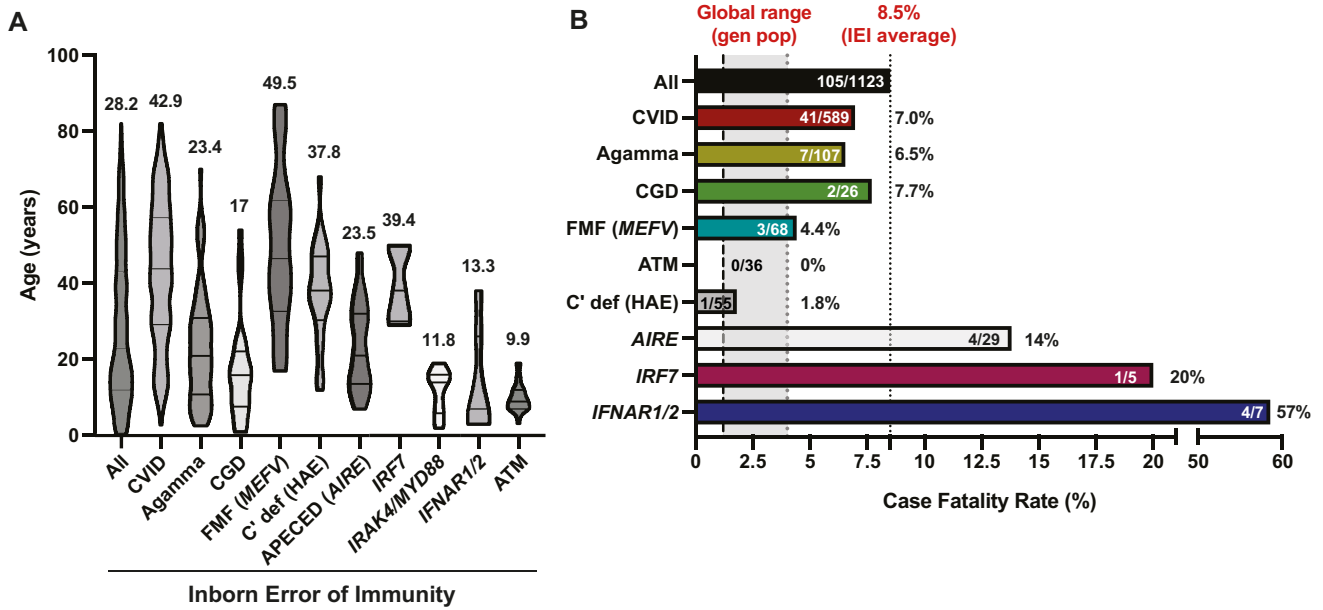 A
Age (years)
100
80
60
40
20
0
28.2
42.9
23.4
17
49.5
37.8
23.5
39.4
11.8
13.3
9.9
All
CVID
Agamma
CGD
FMF (MEFV)
C' def (HAE)
APECED (AIRE)
IRF7
IRAK4/MYD88
IFNAR1/2
ATM
Inborn Error of Immunity
B
Global range
(gen pop)
8.5%
(IEI average)
All 105/1123
CVID 41/589 7.0%
Agamma 7/107 6.5%
CGD 2/26 7.7%
FMF (MEFV) 3/68 4.4%
ATM 0/36 0%
C' def (HAE) 1/55 1.8%
AIRE 4/29 14%
IRF7 1/5 20%
IFNAR1/2 4/7 57%
0 2.5 5 7.5 10 12.5 15 17.5 20 50 60
Case Fatality Rate (%)